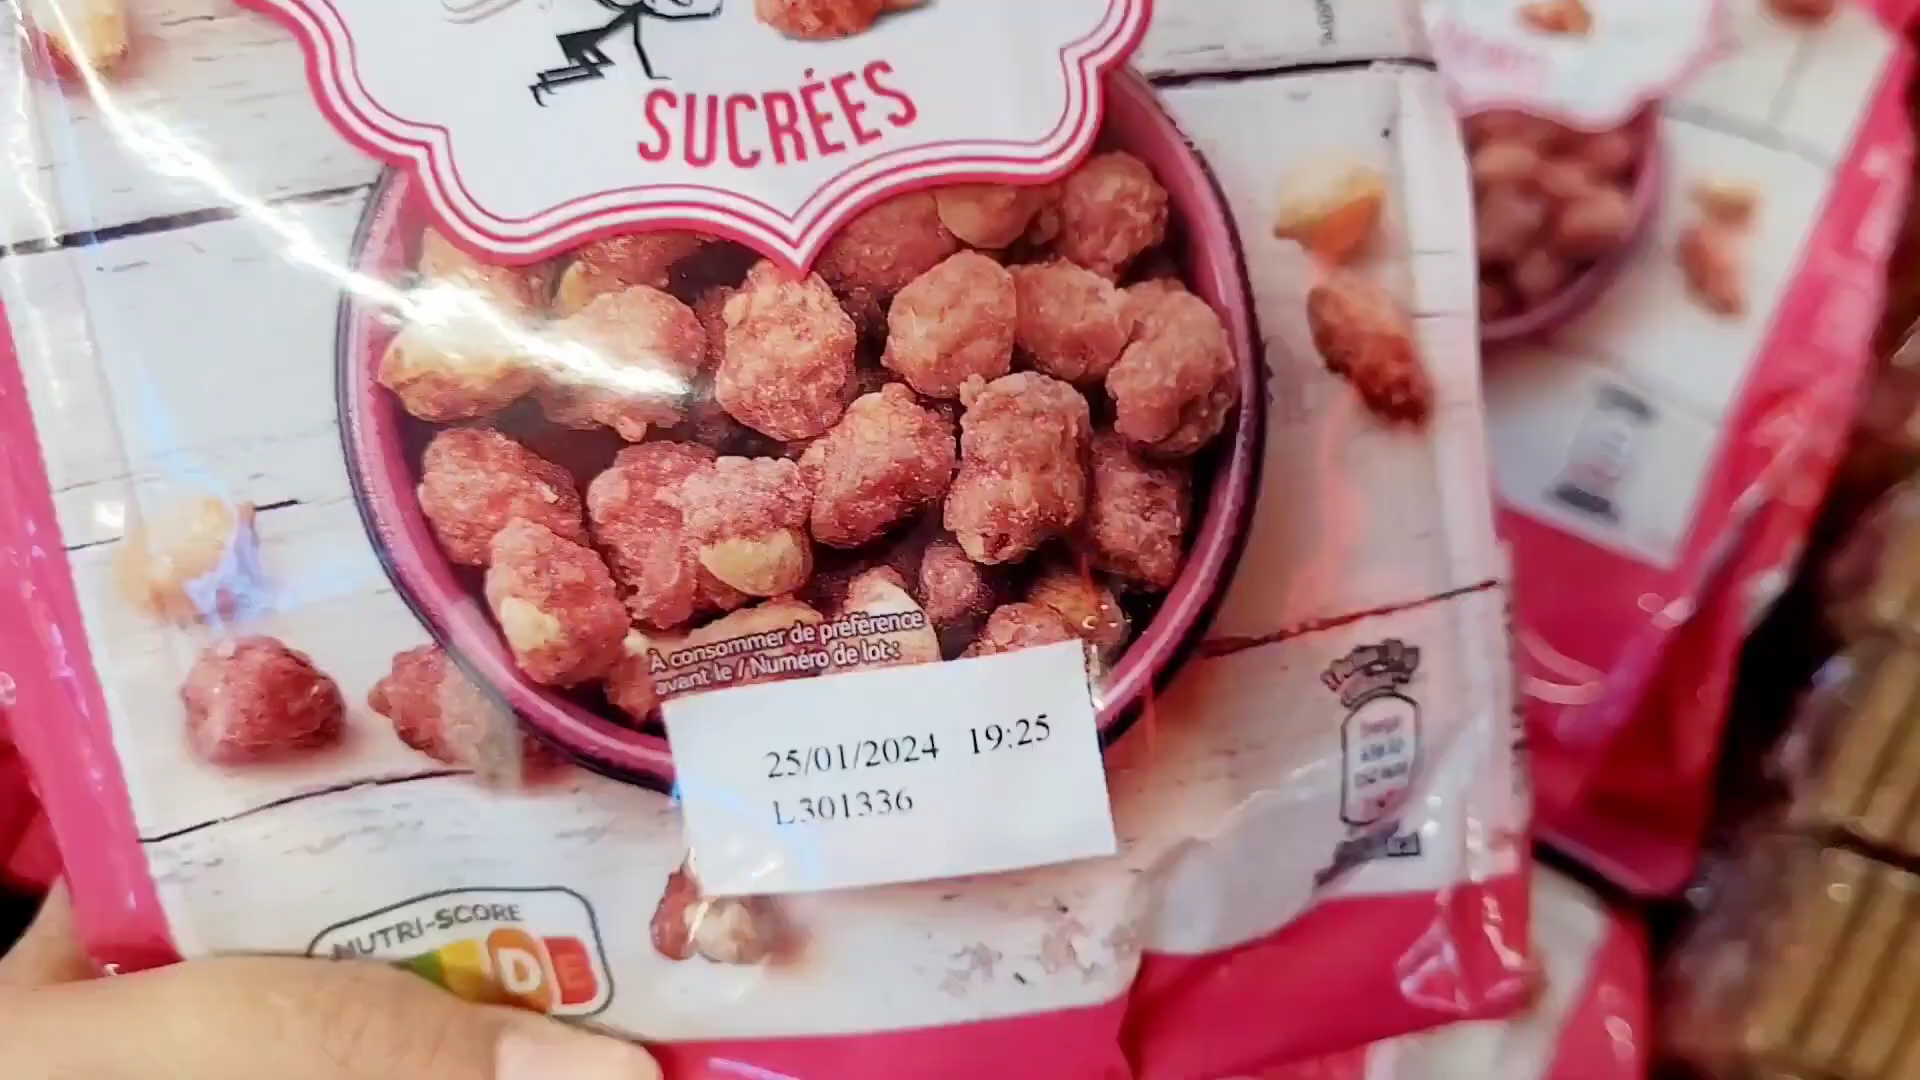 SUCRÉES
À consommer de préférence
avant le / Numéro de lot :
25/01/2024 19:25
L301336
NUTRI-SCORE
D E